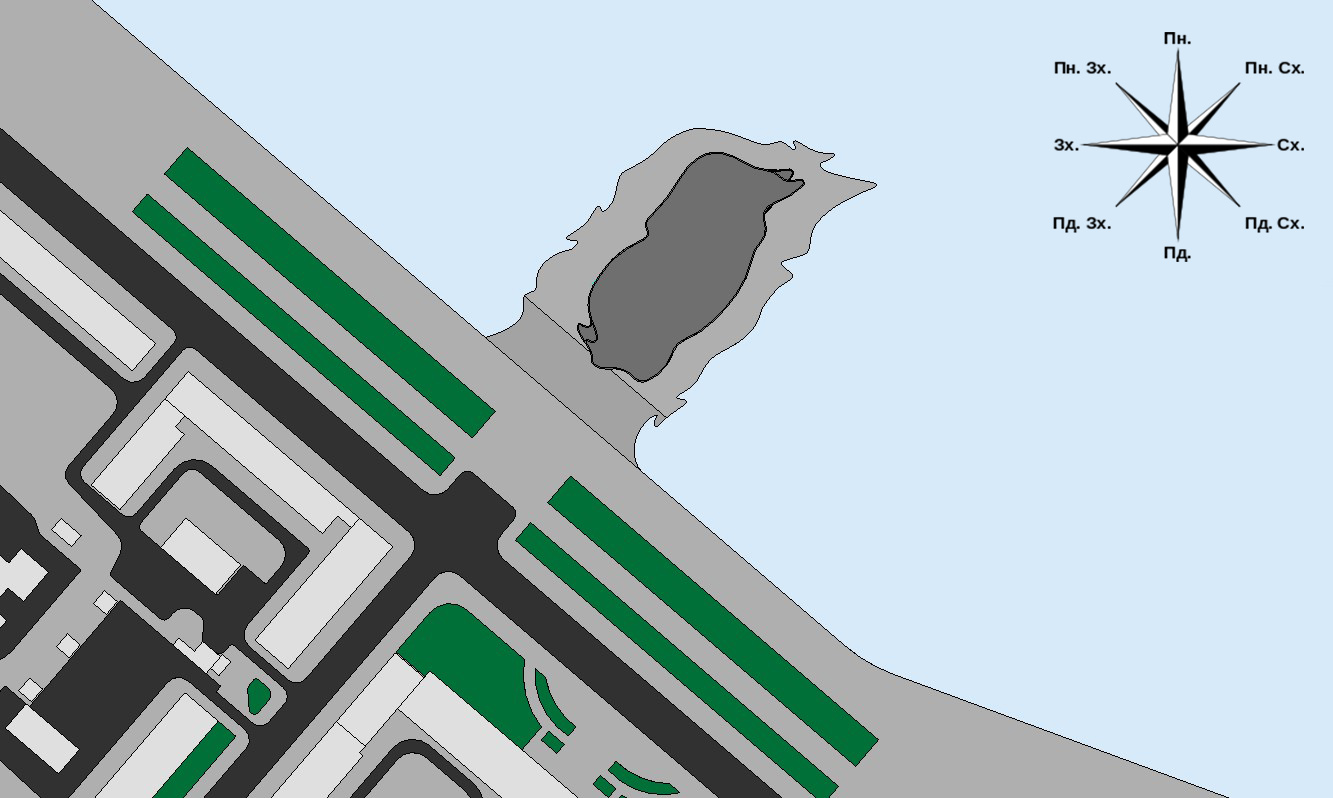 Пн.
Пн. Зх.
Пн. Сх.
Зх.
Сх.
Пд. Зх.
Пд. Сх.
Пд.